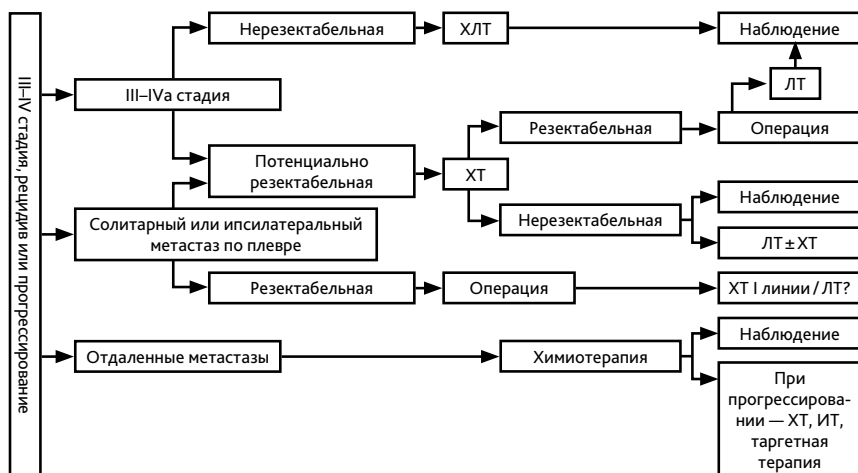 III–IV стадия, рецидив или прогрессирование
Нерезектабельная
ХЛТ
Наблюдение
III–IVa стадия
ЛТ
Резектабельная
Операция
Потенциально
резектабельная
ХТ
Солитарный или ипсилатеральный
метастаз по плевре
Нерезектабельная
Наблюдение
ЛТ ± ХТ
Резектабельная
Операция
ХТ I линии / ЛТ?
Отдаленные метастазы
Химиотерапия
Наблюдение
При
прогрессирова-
нии — ХТ, ИТ,
таргетная
терапия